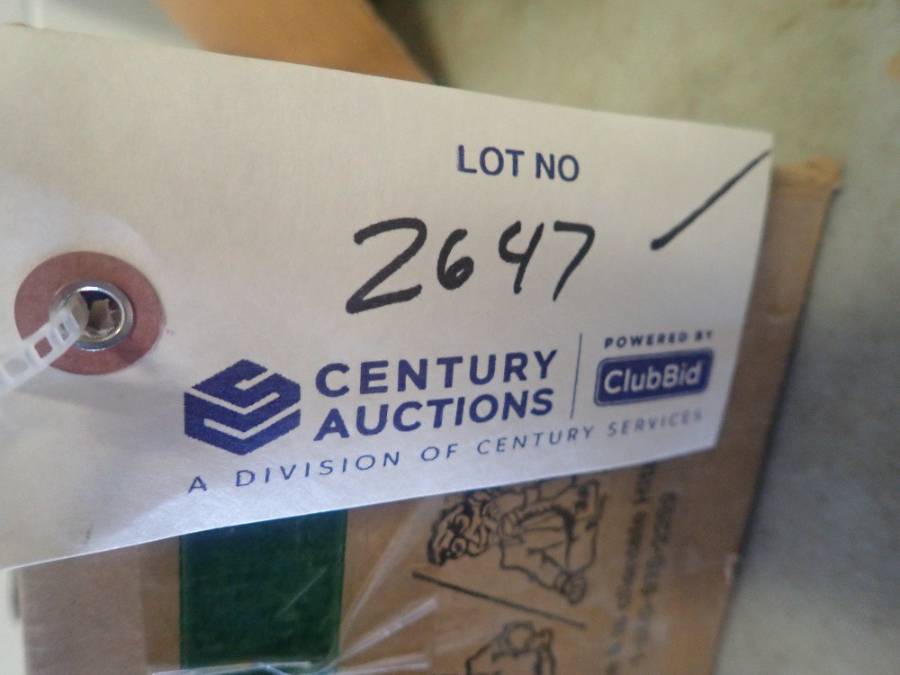 LOT NO
2647
CENTURY
AUCTIONS
POWERED BY
ClubBid
A DIVISION OF CENTURY SERVICES